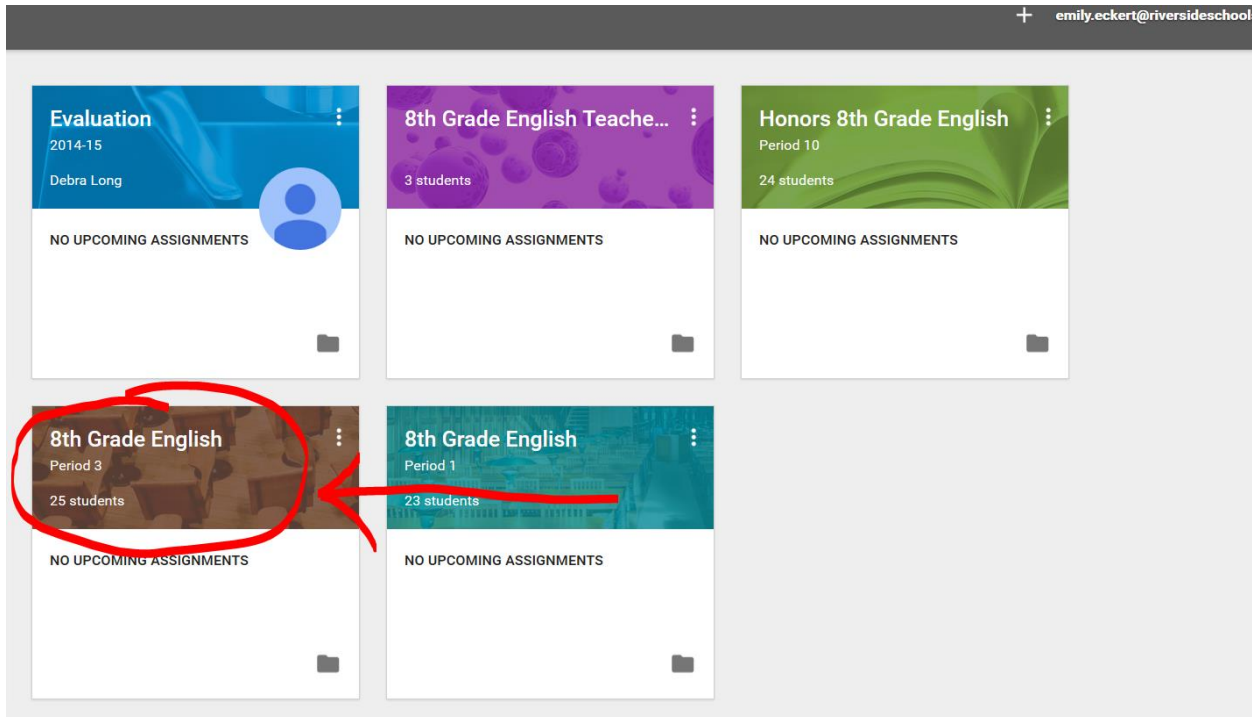 emily.eckert@riversideschools
Evaluation
2014-15
Debra Long
NO UPCOMING ASSIGNMENTS
8th Grade English Teache...
3 students
NO UPCOMING ASSIGNMENTS
Honors 8th Grade English
Period 10
24 students
NO UPCOMING ASSIGNMENTS
8th Grade English
Period 3
25 students
NO UPCOMING ASSIGNMENTS
8th Grade English
Period 1
23 students
NO UPCOMING ASSIGNMENTS